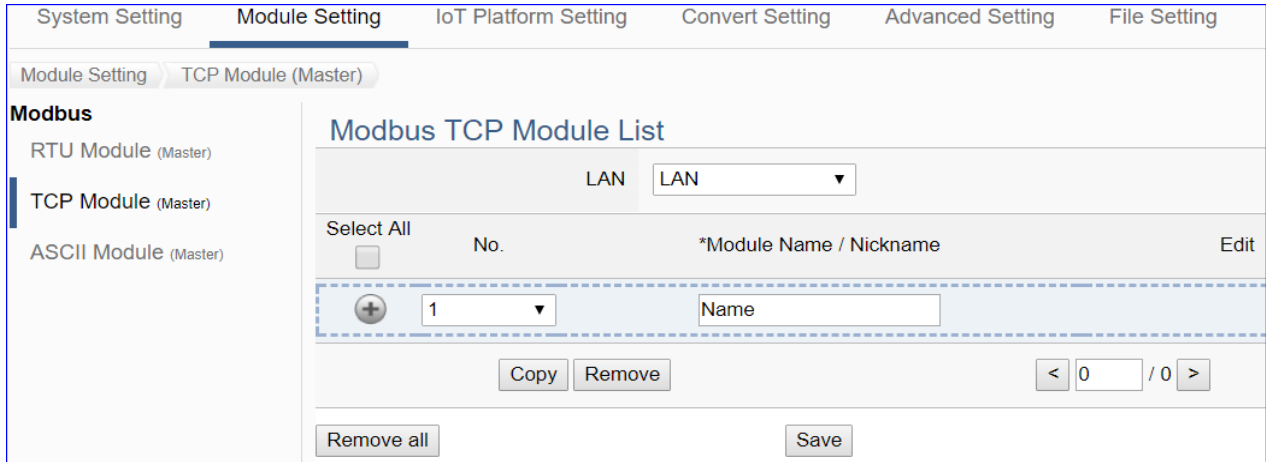 System Setting Module Setting IoT Platform Setting Convert Setting Advanced Setting File Setting
Module Setting TCP Module (Master)
Modbus
RTU Module (Master)
TCP Module (Master)
ASCII Module (Master)
Modbus TCP Module List
LAN LAN
Select All No. *Module Name / Nickname Edit
1 Name
Copy Remove < 0 / 0 >
Remove all Save